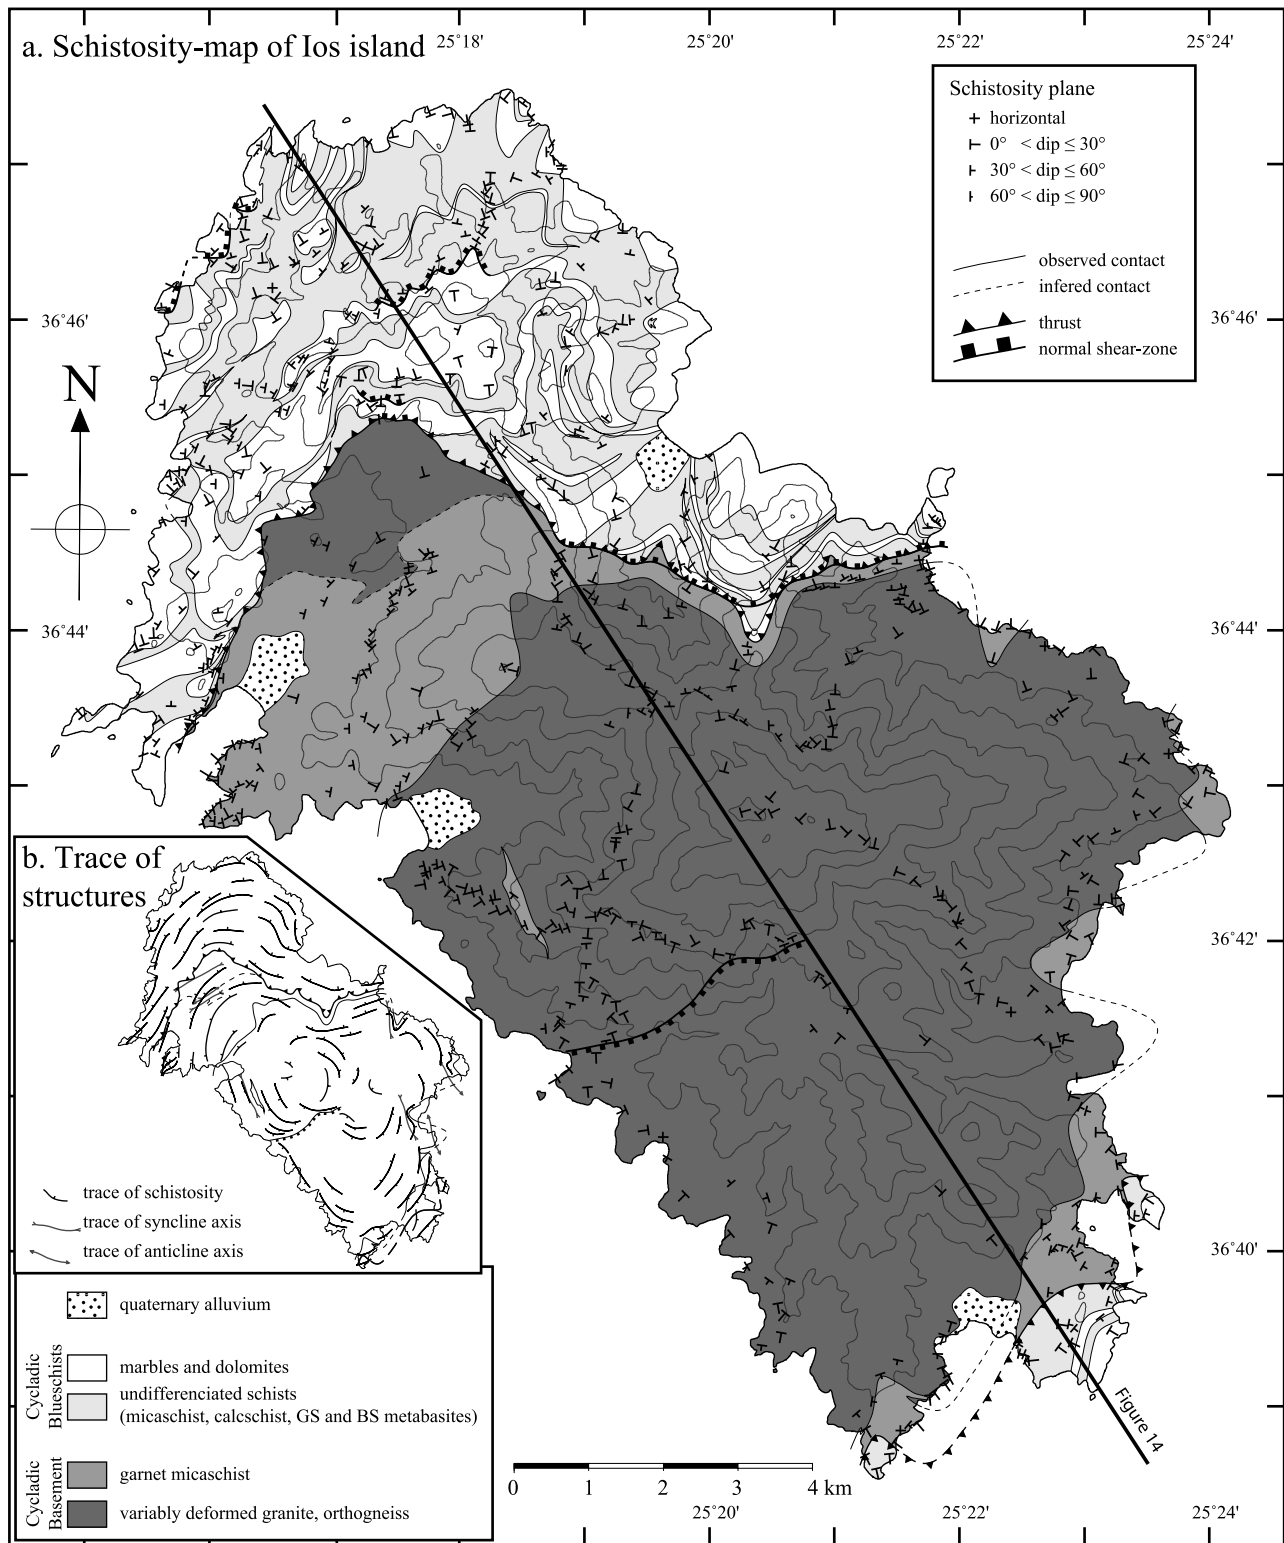 a. Schistosity-map of Ios island
25°18'
25°20'
25°22'
25°24'
Schistosity plane
horizontal
0° < dip ≤ 30°
30° < dip ≤ 60°
60° < dip ≤ 90°
observed contact
infered contact
thrust
normal shear-zone
36°46'
36°46'
N
36°44'
36°44'
b. Trace of
structures
36°42'
trace of schistosity
trace of syncline axis
trace of anticline axis
36°40'
quaternary alluvium
Cycladic
Blueschists
marbles and dolomites
undifferenciated schists
(micaschist, calcschist, GS and BS metabasites)
Cycladic
Basement
garnet micaschist
variably deformed granite, orthogneiss
Figure 14
0 1 2 3 4 km
25°20'
25°22'
25°24'